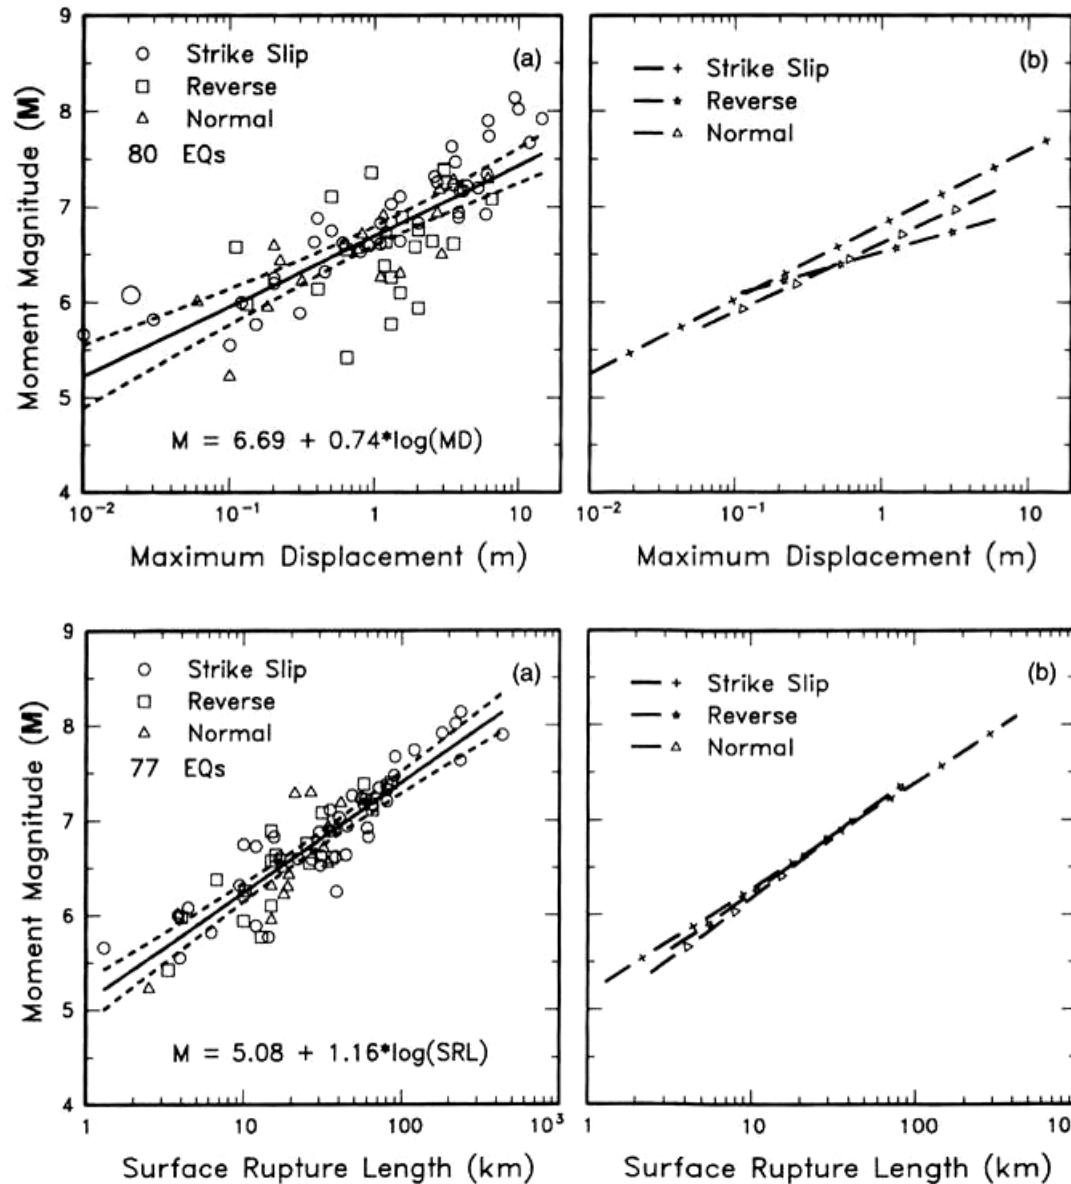 9
8
7
6
5
4
Moment Magnitude (M)
Strike Slip
(a)
Reverse
Normal
80 EQs
M = 6.69 + 0.74*log(MD)
10⁻²
10⁻¹
1
10
Maximum Displacement (m)
(b)
Strike Slip
Reverse
Normal
10⁻²
10⁻¹
1
10
Maximum Displacement (m)
9
8
7
6
5
4
Moment Magnitude (M)
Strike Slip
(a)
Reverse
Normal
77 EQs
M = 5.08 + 1.16*log(SRL)
1
10
100
10³
Surface Rupture Length (km)
(b)
Strike Slip
Reverse
Normal
1
10
100
Surface Rupture Length (km)